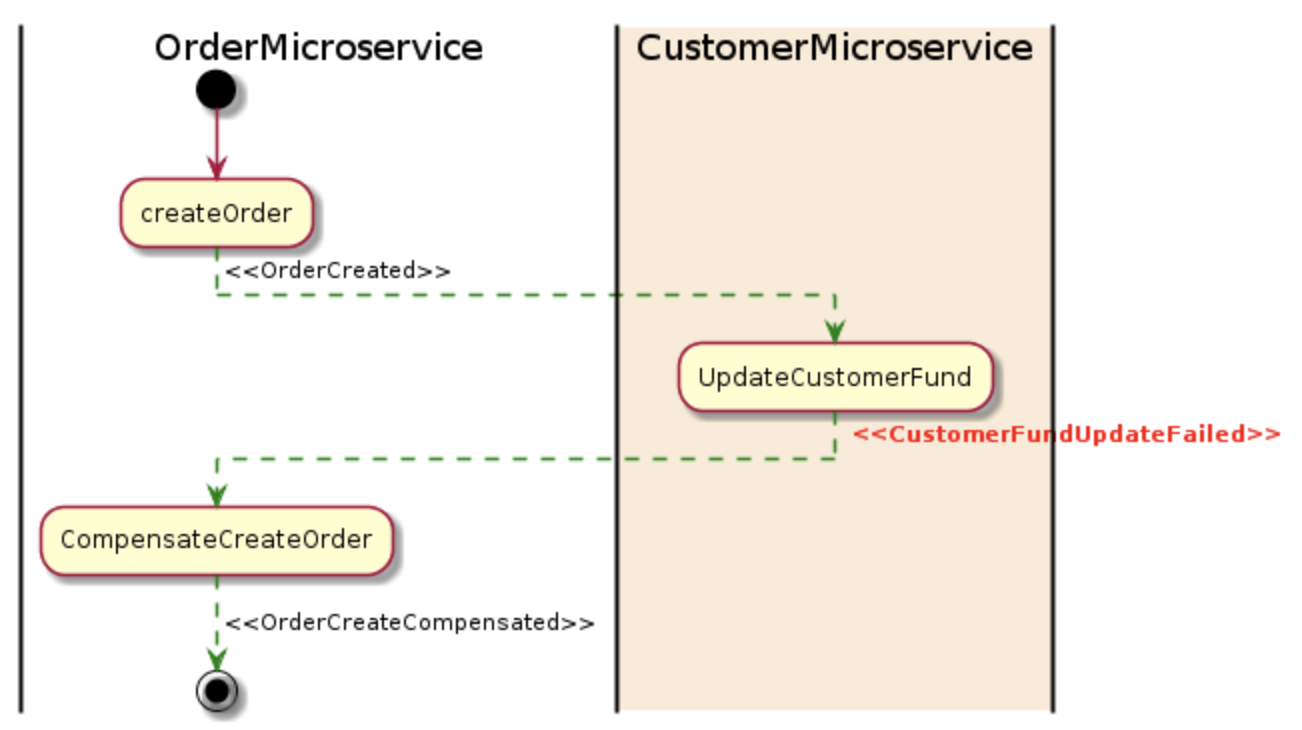 OrderMicroservice
CustomerMicroservice
createOrder
<<OrderCreated>>
UpdateCustomerFund
<<CustomerFundUpdateFailed>>
CompensateCreateOrder
<<OrderCreateCompensated>>